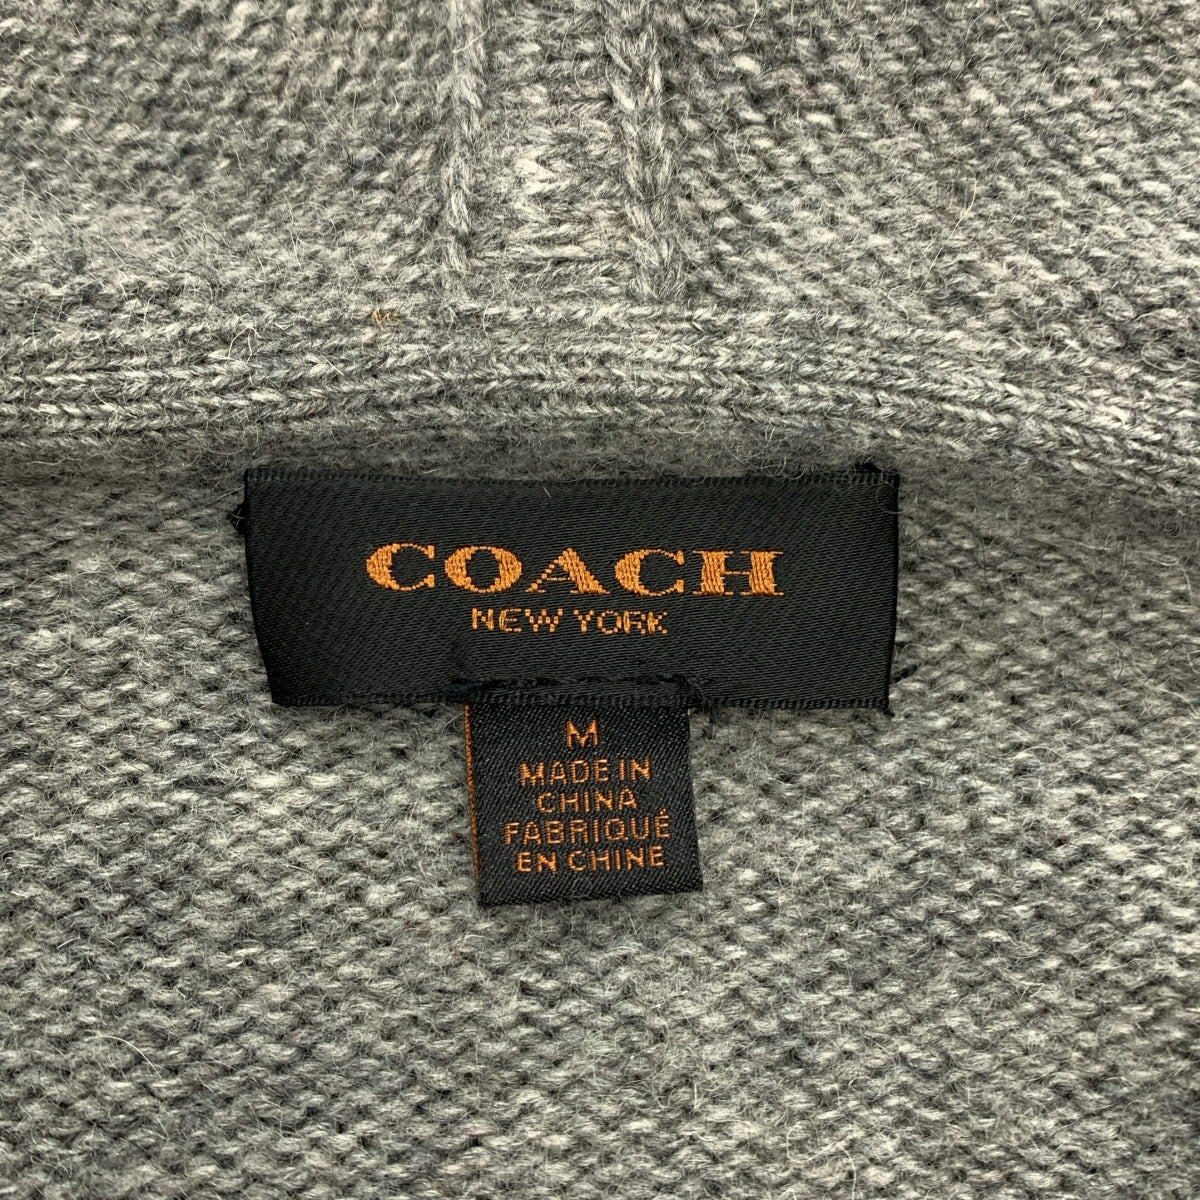 COACH
NEW YORK
M
MADE IN
CHINA
FABRIQUÉ
EN CHINE